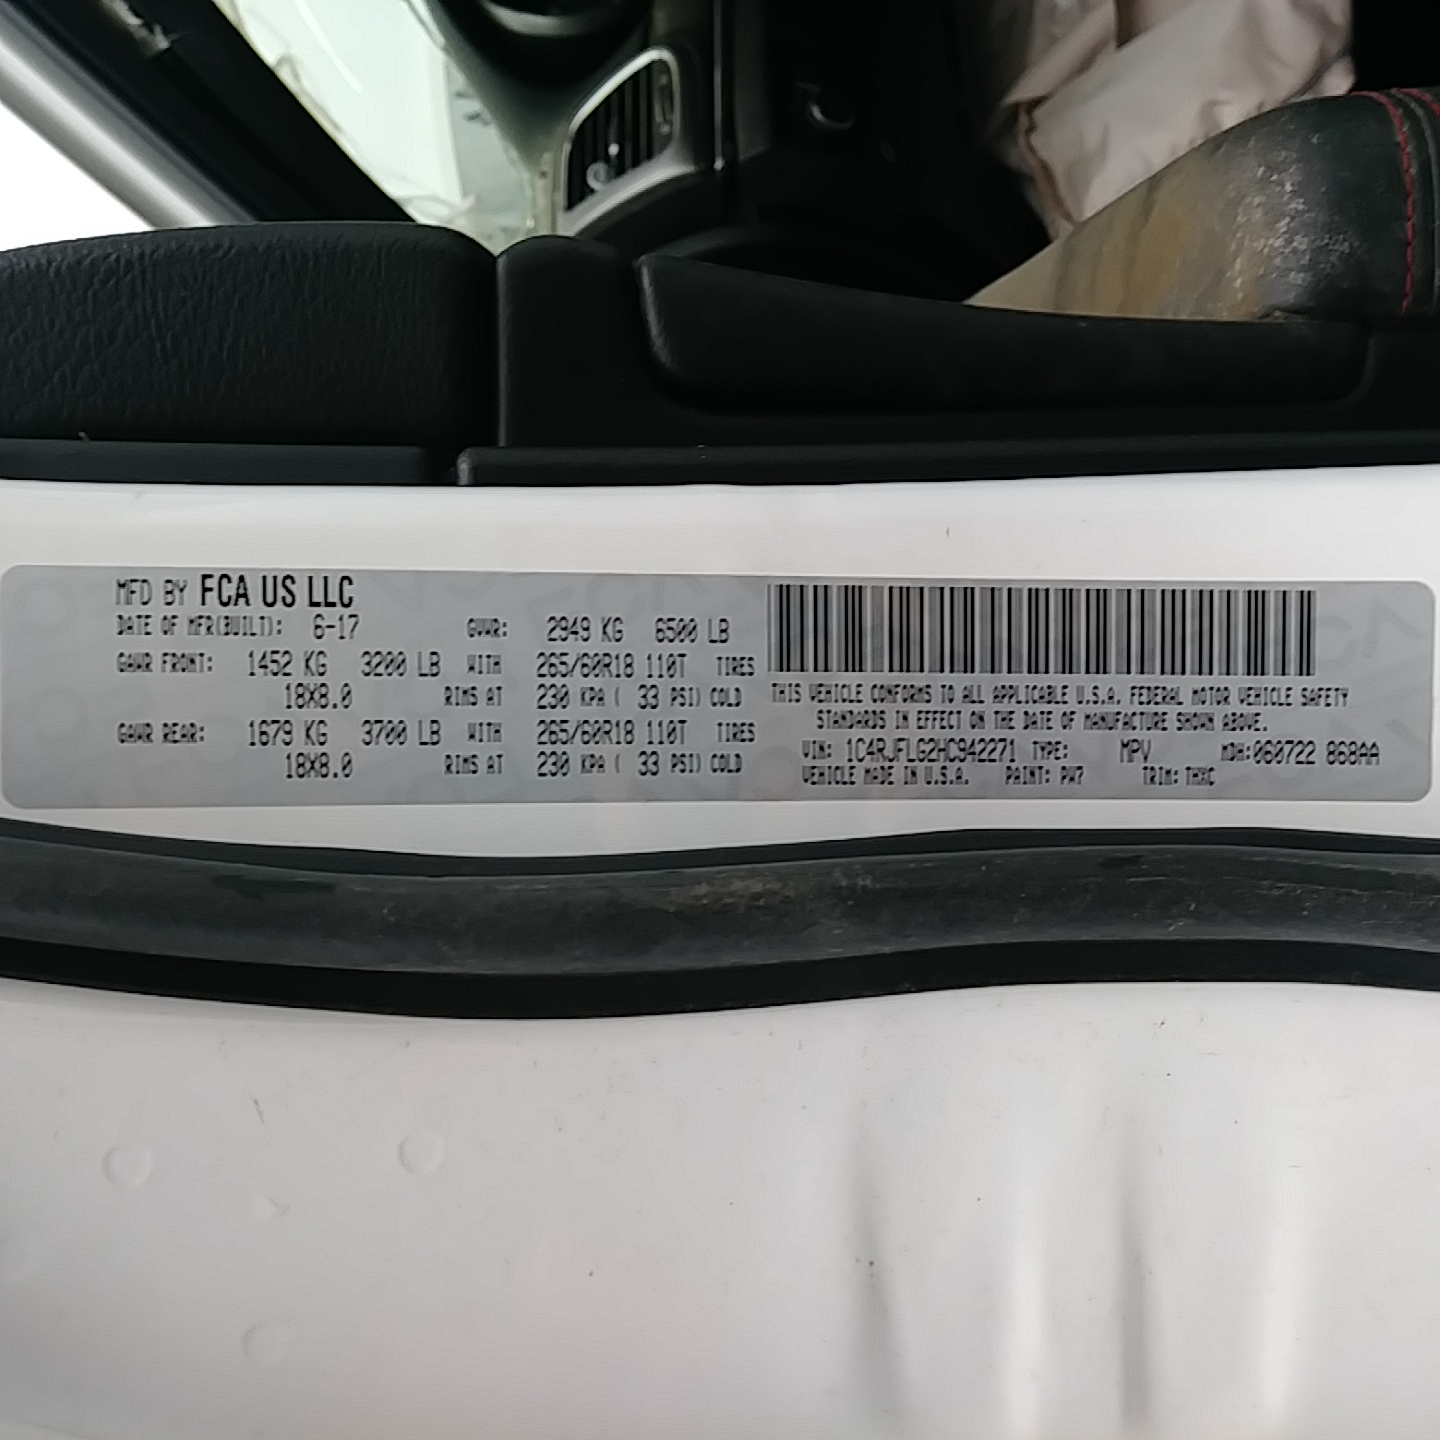 MFD BY FCA US LLC
DATE OF MFR(BUILT): 6-17 GVWR: 2949 KG 6500 LB
GAWR FRONT: 1452 KG 3200 LB WITH 265/60R18 110T TIRES
18X8.0 RIMS AT 230 KPA ( 33 PSI) COLD
GAWR REAR: 1679 KG 3700 LB WITH 265/60R18 110T TIRES
18X8.0 RIMS AT 230 KPA ( 33 PSI) COLD
THIS VEHICLE CONFORMS TO ALL APPLICABLE U.S.A. FEDERAL MOTOR VEHICLE SAFETY
STANDARDS IN EFFECT ON THE DATE OF MANUFACTURE SHOWN ABOVE.
VIN: 1C4RJFLG2HC942271 TYPE: MPV MDH:060722 868AA
VEHICLE MADE IN U.S.A. PAINT: PW7 TRIM: THXC